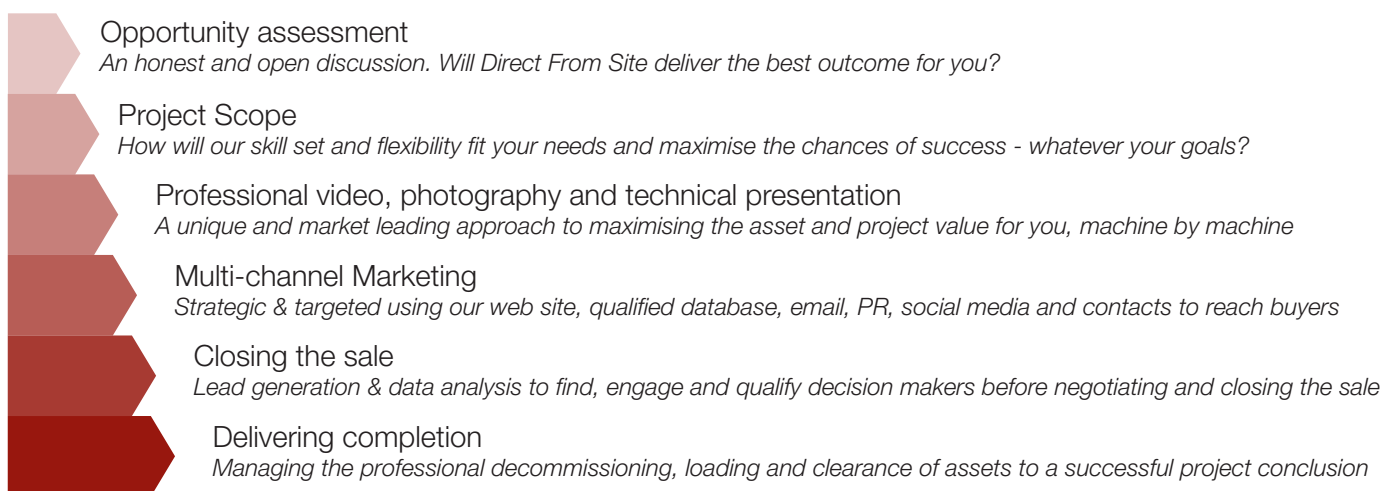 Opportunity assessment
An honest and open discussion. Will Direct From Site deliver the best outcome for you?
Project Scope
How will our skill set and flexibility fit your needs and maximise the chances of success - whatever your goals?
Professional video, photography and technical presentation
A unique and market leading approach to maximising the asset and project value for you, machine by machine
Multi-channel Marketing
Strategic & targeted using our web site, qualified database, email, PR, social media and contacts to reach buyers
Closing the sale
Lead generation & data analysis to find, engage and qualify decision makers before negotiating and closing the sale
Delivering completion
Managing the professional decommissioning, loading and clearance of assets to a successful project conclusion